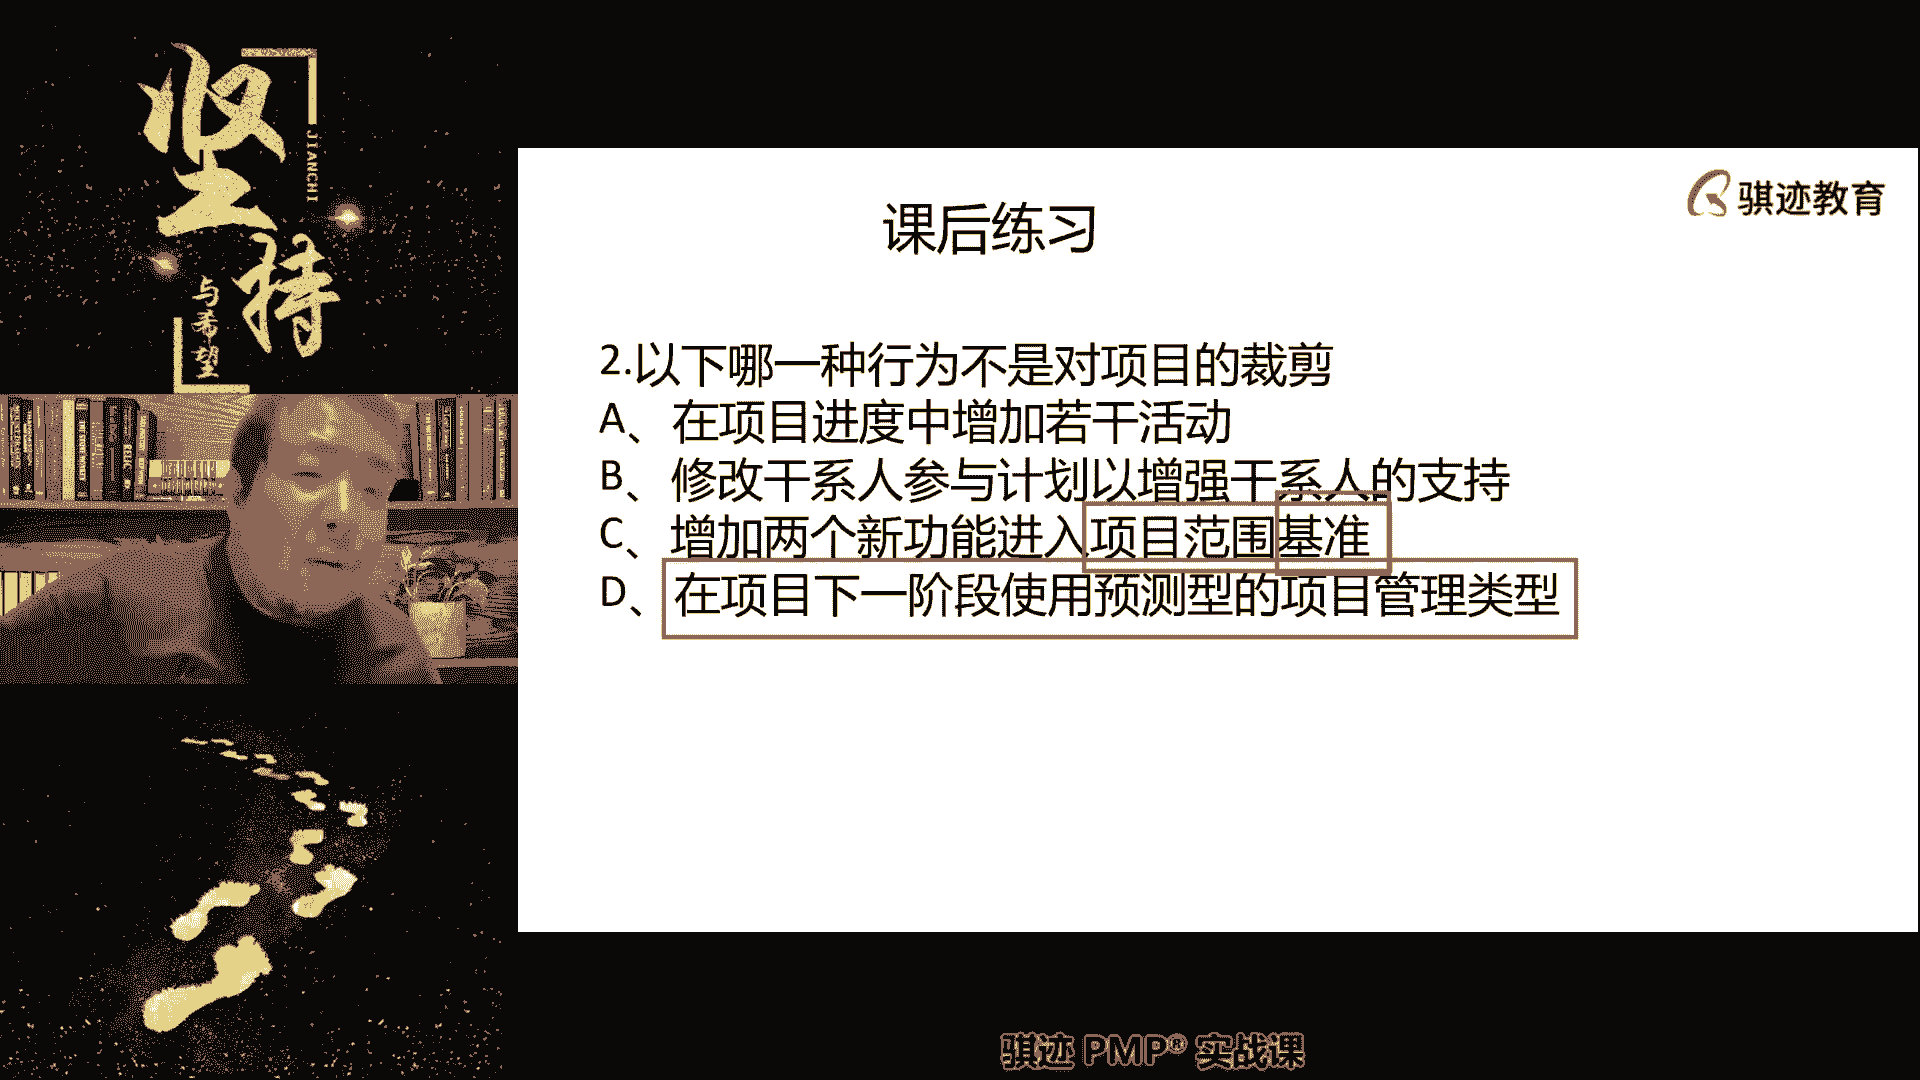 坚持
JIANCHI
与希望
骐迹教育
课后练习
2.以下哪一种行为不是对项目的裁剪
A、在项目进度中增加若干活动
B、修改干系人参与计划以增强干系人的支持
C、增加两个新功能进入项目范围基准
D、在项目下一阶段使用预测型的项目管理类型
骐迹 PMP® 实战课